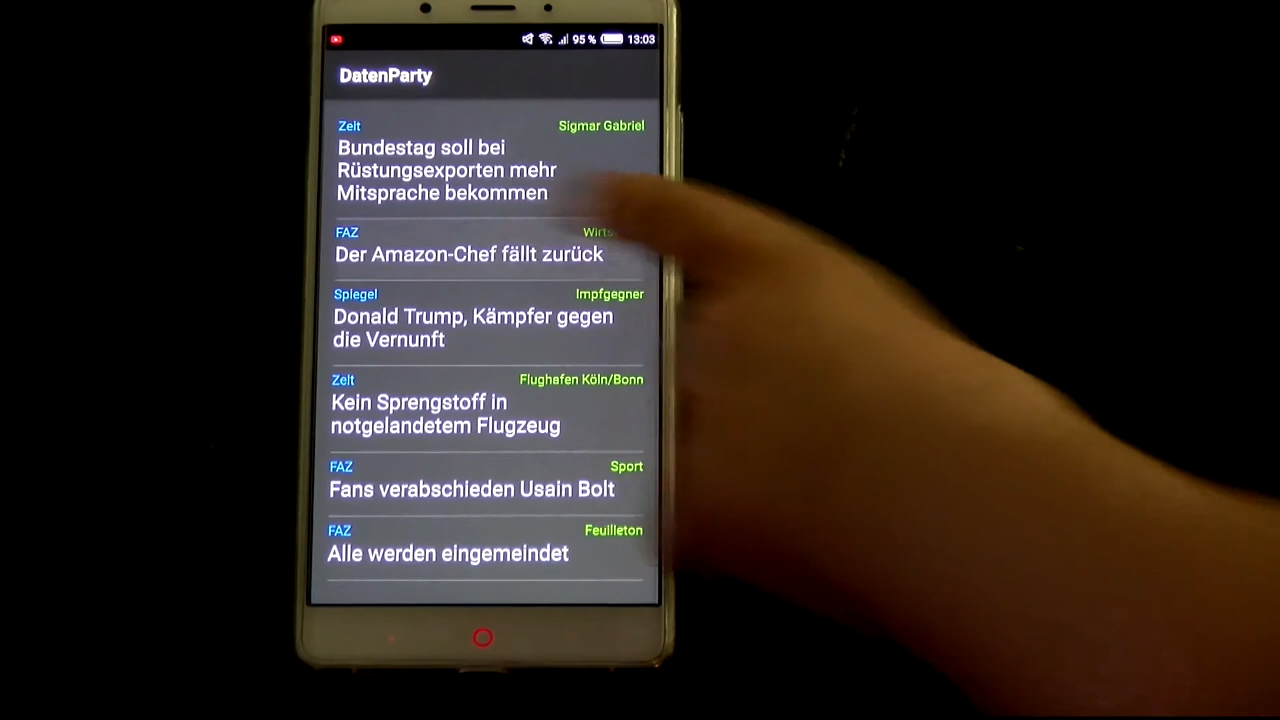 95 % 13:03
DatenParty
Zeit Sigmar Gabriel
Bundestag soll bei
Rüstungsexporten mehr
Mitsprache bekommen
FAZ
Der Amazon-Chef fällt zurück
Spiegel Impfgegner
Donald Trump, Kämpfer gegen
die Vernunft
Zeit Flughafen Köln/Bonn
Kein Sprengstoff in
notgelandetem Flugzeug
FAZ Sport
Fans verabschieden Usain Bolt
FAZ Feuilleton
Alle werden eingemeindet